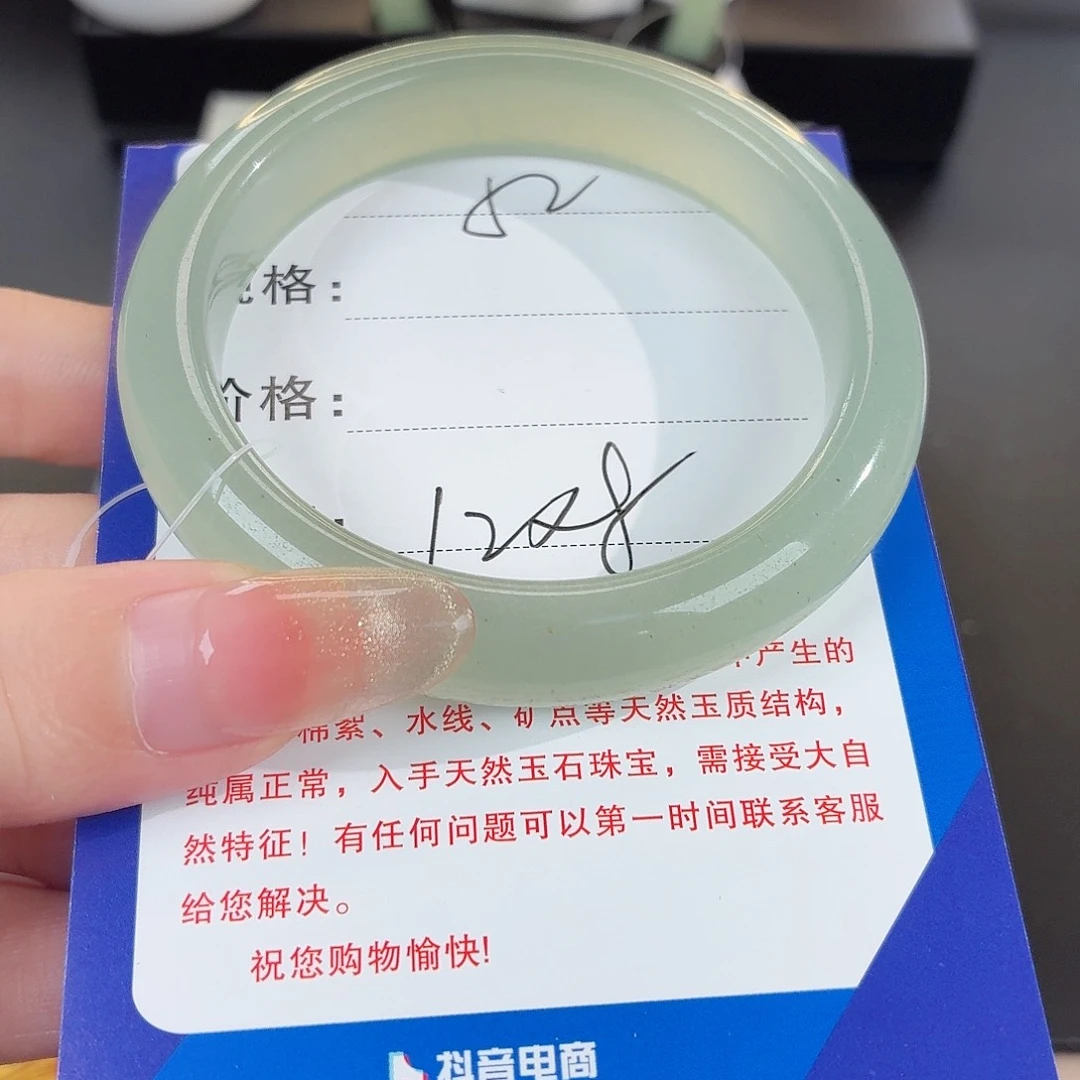 格：
价格：
产生的
棉絮、水线、矿点等天然玉质结构，
纯属正常，入手天然玉石珠宝，需接受大自
然特征！有任何问题可以第一时间联系客服
给您解决。
祝您购物愉快!
抖音电商